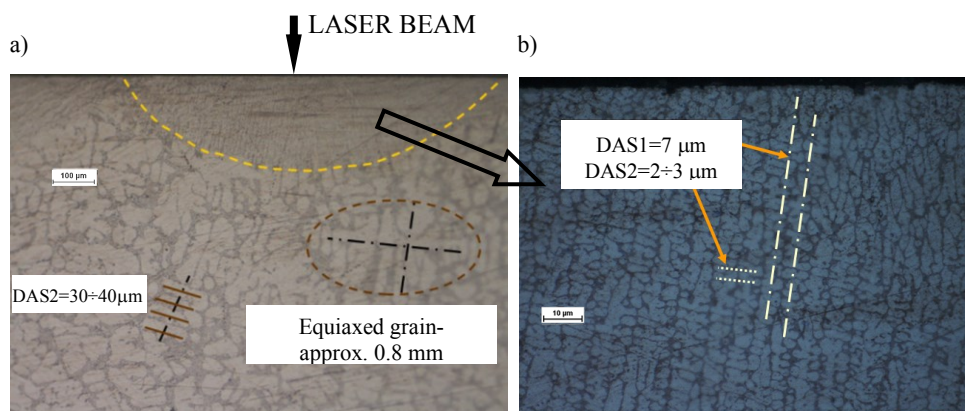 LASER BEAM
a)
b)
100 µm
DAS2=30÷40µm
Equiaxed grain-
approx. 0.8 mm
DAS1=7 µm
DAS2=2÷3 µm
10 µm